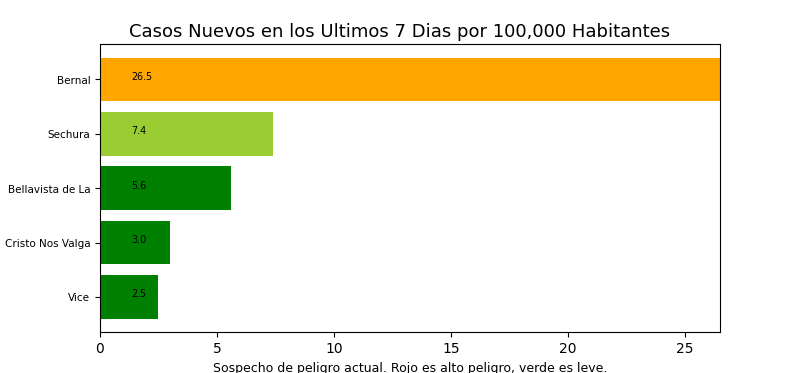 Casos Nuevos en los Ultimos 7 Dias por 100,000 Habitantes
Bernal 26.5
Sechura 7.4
Bellavista de La 5.6
Cristo Nos Valga 3.0
Vice 2.5
0 5 10 15 20 25
Sospecho de peligro actual. Rojo es alto peligro, verde es leve.